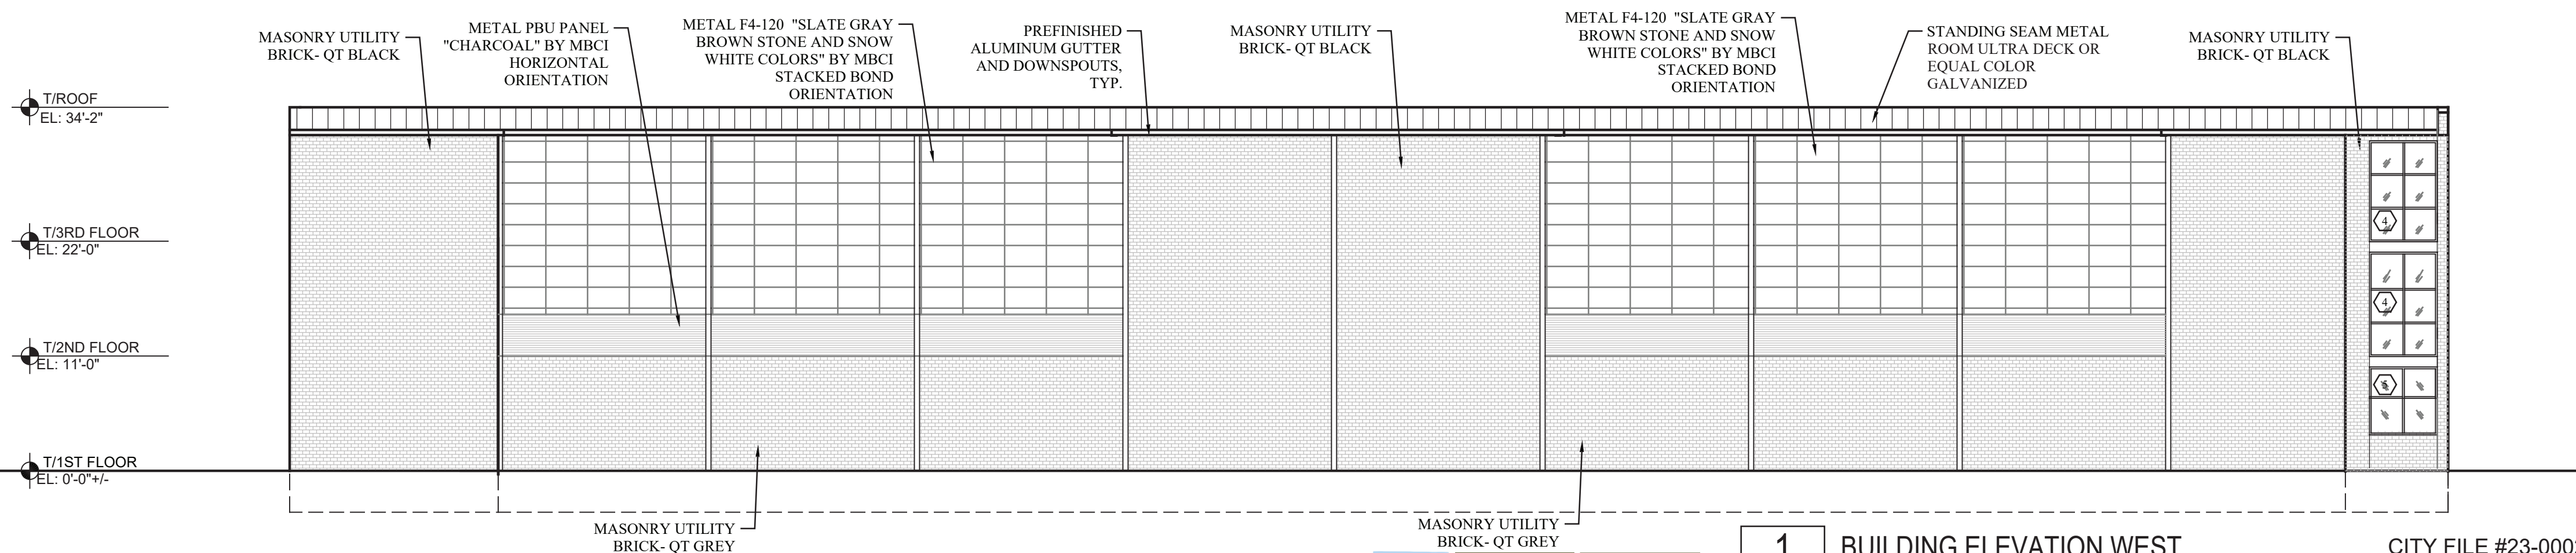 MASONRY UTILITY
BRICK- QT BLACK
METAL PBU PANEL
"CHARCOAL" BY MBCI
HORIZONTAL
ORIENTATION
METAL F4-120 "SLATE GRAY
BROWN STONE AND SNOW
WHITE COLORS" BY MBCI
STACKED BOND
ORIENTATION
PREFINISHED
ALUMINUM GUTTER
AND DOWNSPOUTS,
TYP.
MASONRY UTILITY
BRICK- QT BLACK
METAL F4-120 "SLATE GRAY
BROWN STONE AND SNOW
WHITE COLORS" BY MBCI
STACKED BOND
ORIENTATION
STANDING SEAM METAL
ROOM ULTRA DECK OR
EQUAL COLOR
GALVANIZED
MASONRY UTILITY
BRICK- QT BLACK
T/ROOF
EL: 34'-2"
T/3RD FLOOR
EL: 22'-0"
T/2ND FLOOR
EL: 11'-0"
T/1ST FLOOR
EL: 0'-0"+/-
4
4
MASONRY UTILITY
BRICK- QT GREY
MASONRY UTILITY
BRICK- QT GREY
1
BUILDING ELEVATION WEST
CITY FILE #23-000